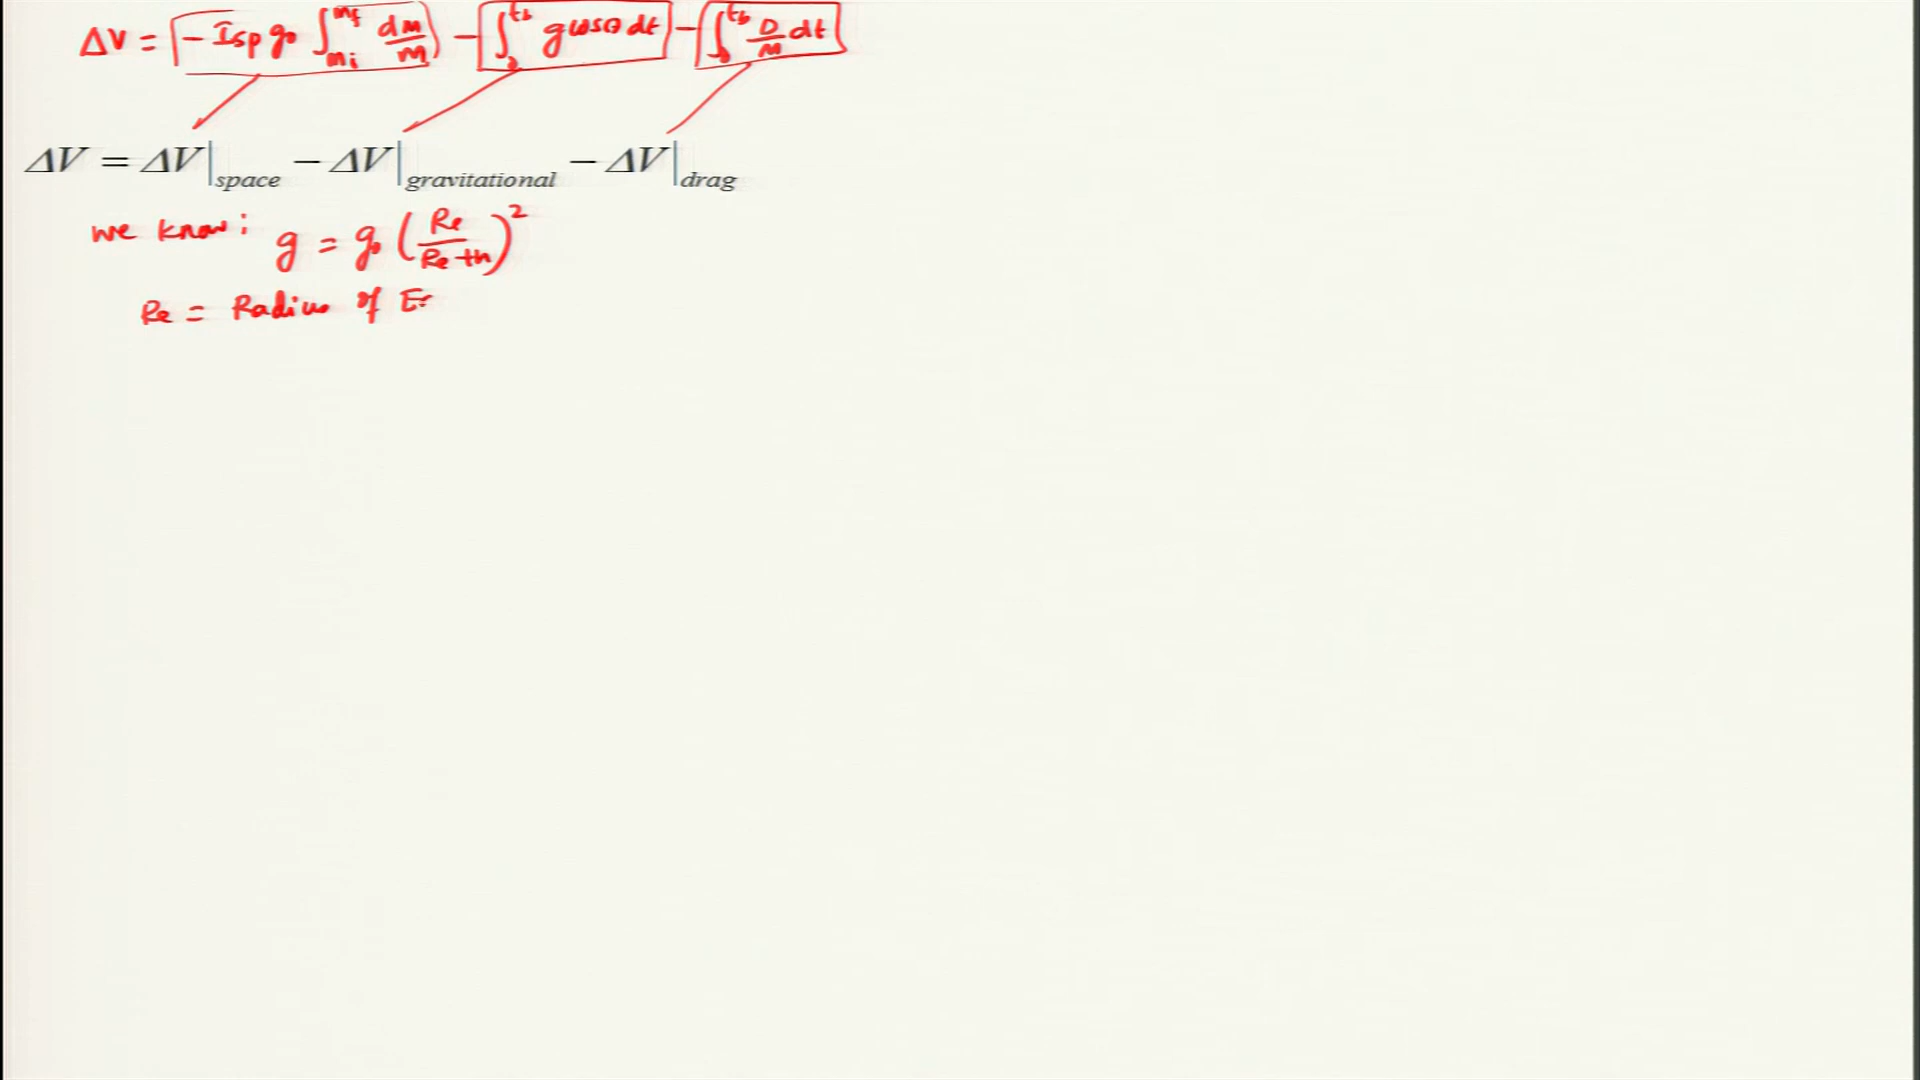 ΔV = - Isp g₀ ∫_{mi}^{mf} dM/M - ∫_0^{tb} g cosθ dt - ∫_0^{tb} D/M dt
ΔV = ΔV|space - ΔV|gravitational - ΔV|drag
we know: g = g₀ (Re/(Re+h))²
Re = Radius of Er